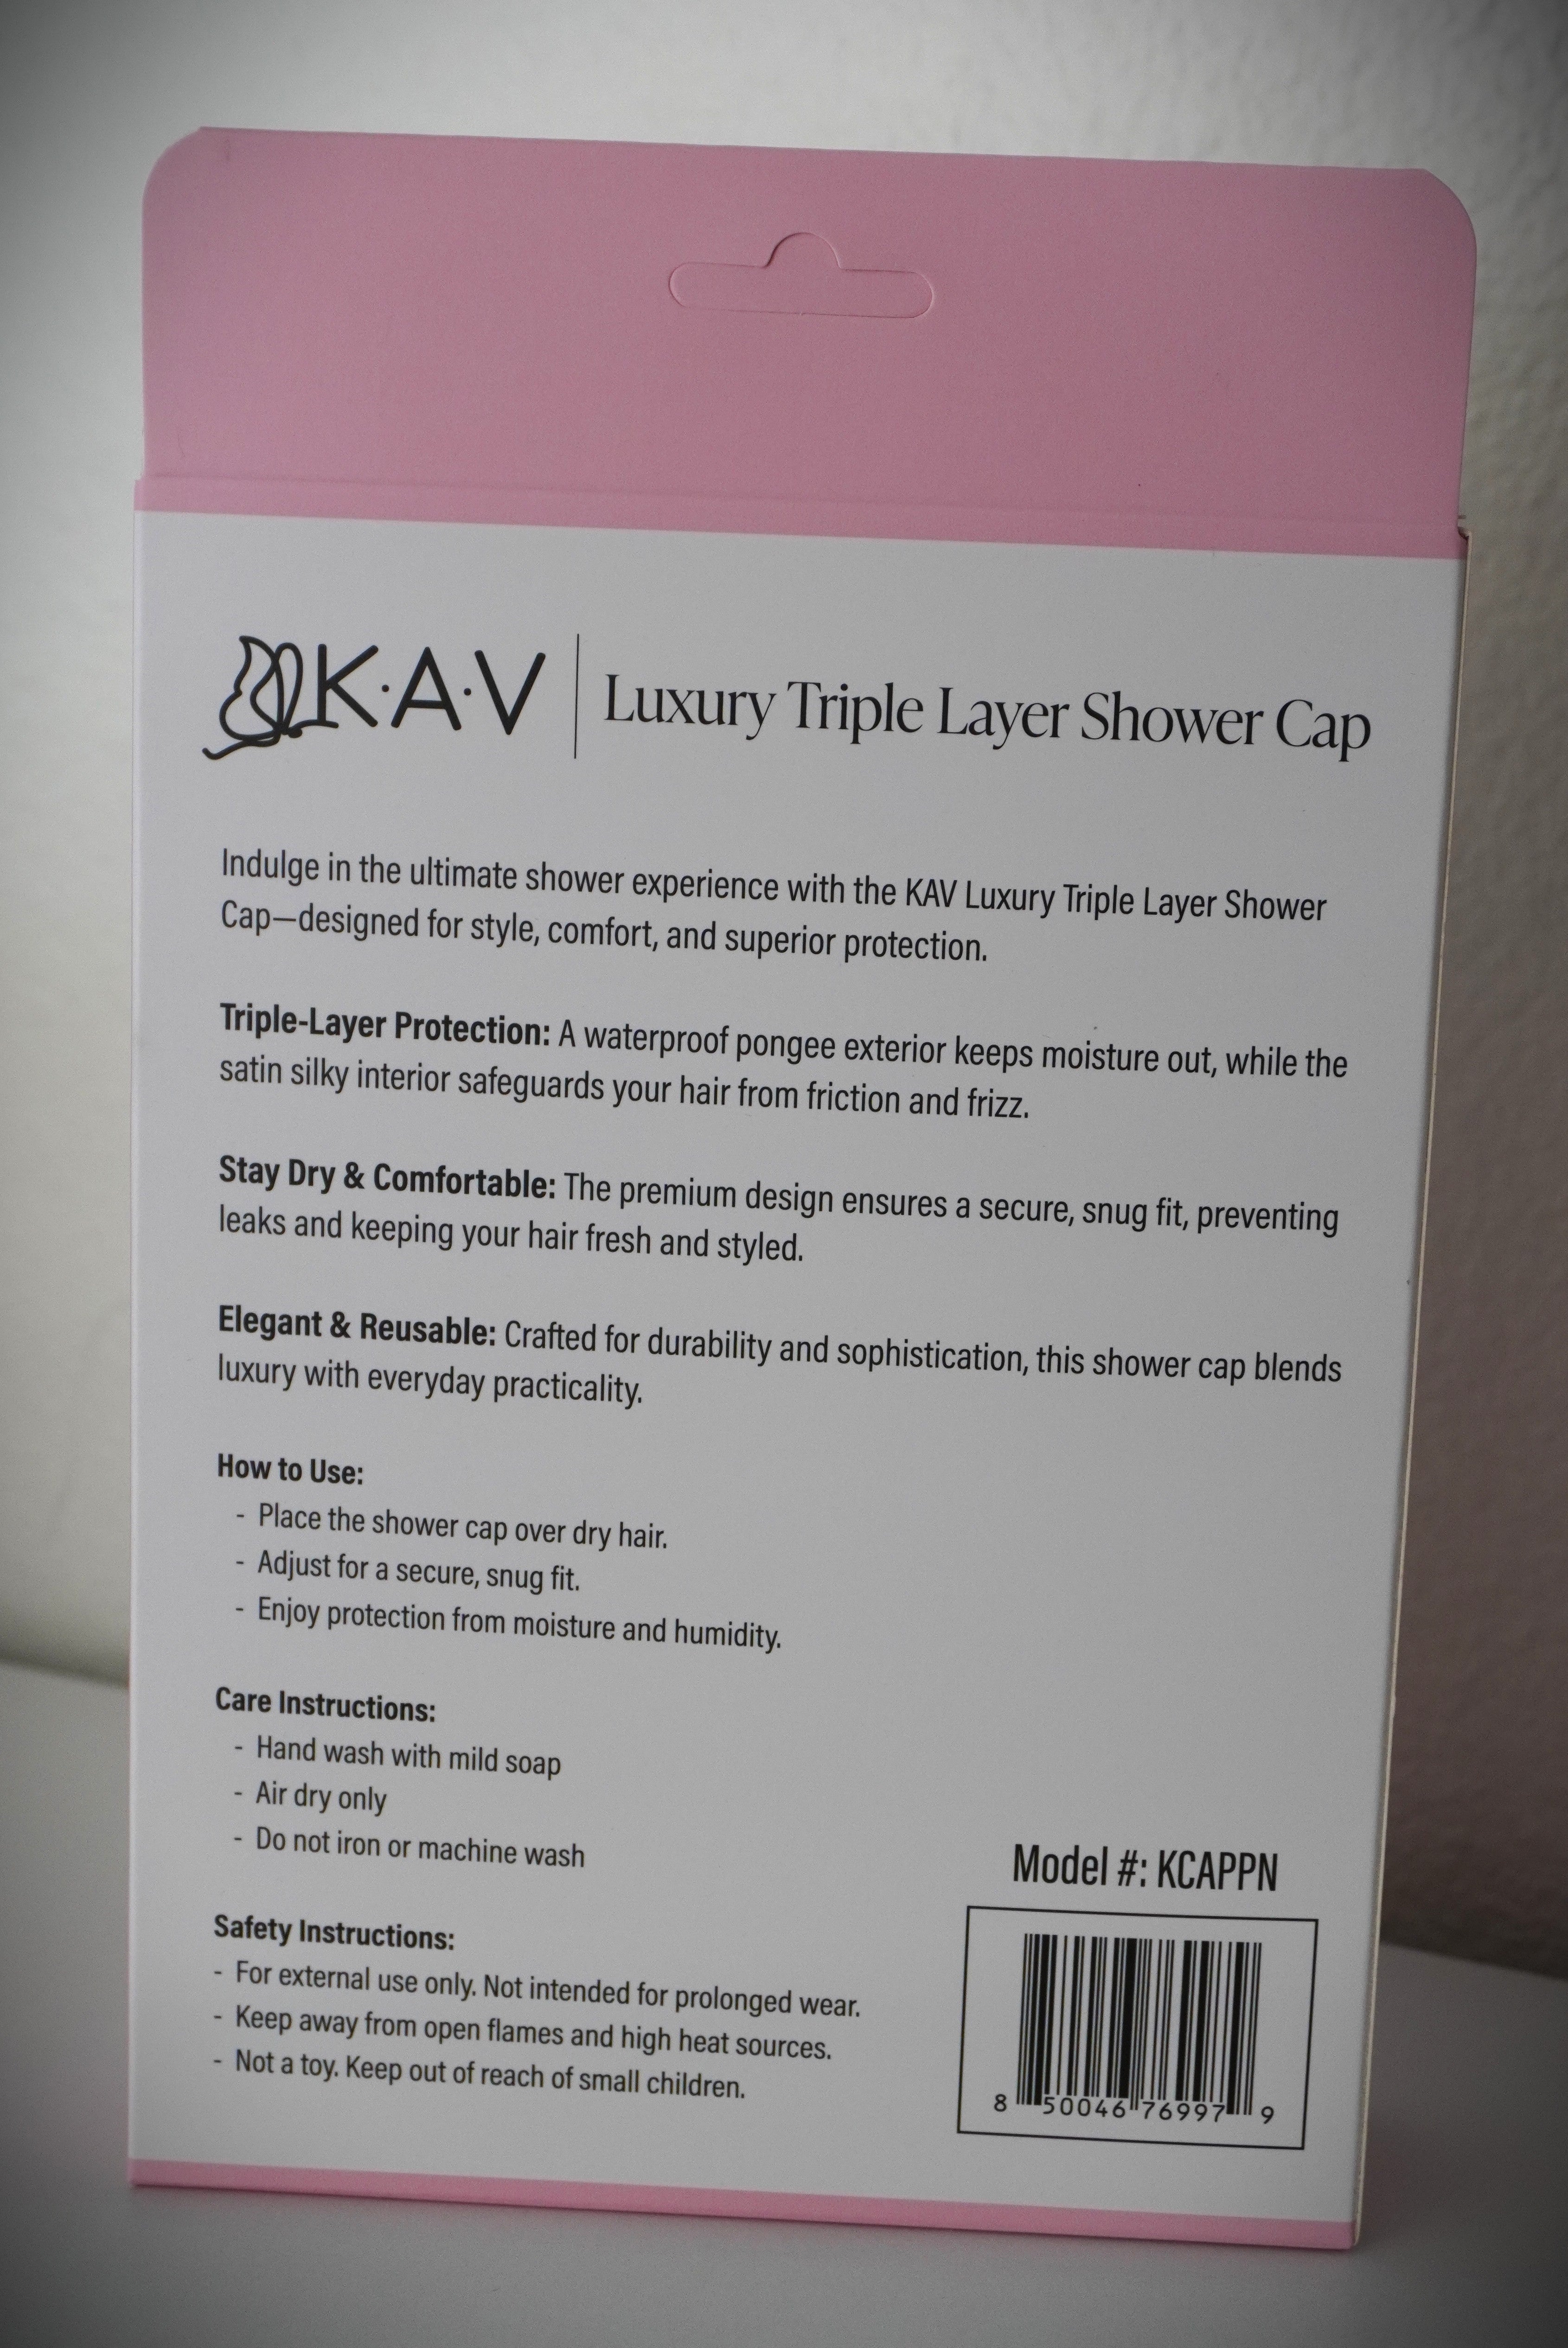 K·A·V | Luxury Triple Layer Shower Cap
Indulge in the ultimate shower experience with the KAV Luxury Triple Layer Shower
Cap—designed for style, comfort, and superior protection.
Triple-Layer Protection: A waterproof pongee exterior keeps moisture out, while the
satin silky interior safeguards your hair from friction and frizz.
Stay Dry & Comfortable: The premium design ensures a secure, snug fit, preventing
leaks and keeping your hair fresh and styled.
Elegant & Reusable: Crafted for durability and sophistication, this shower cap blends
luxury with everyday practicality.
How to Use:
- Place the shower cap over dry hair.
- Adjust for a secure, snug fit.
- Enjoy protection from moisture and humidity.
Care Instructions:
- Hand wash with mild soap
- Air dry only
- Do not iron or machine wash
Safety Instructions:
- For external use only. Not intended for prolonged wear.
- Keep away from open flames and high heat sources.
- Not a toy. Keep out of reach of small children.
Model #: KCAPPN
8 50046 76997 9